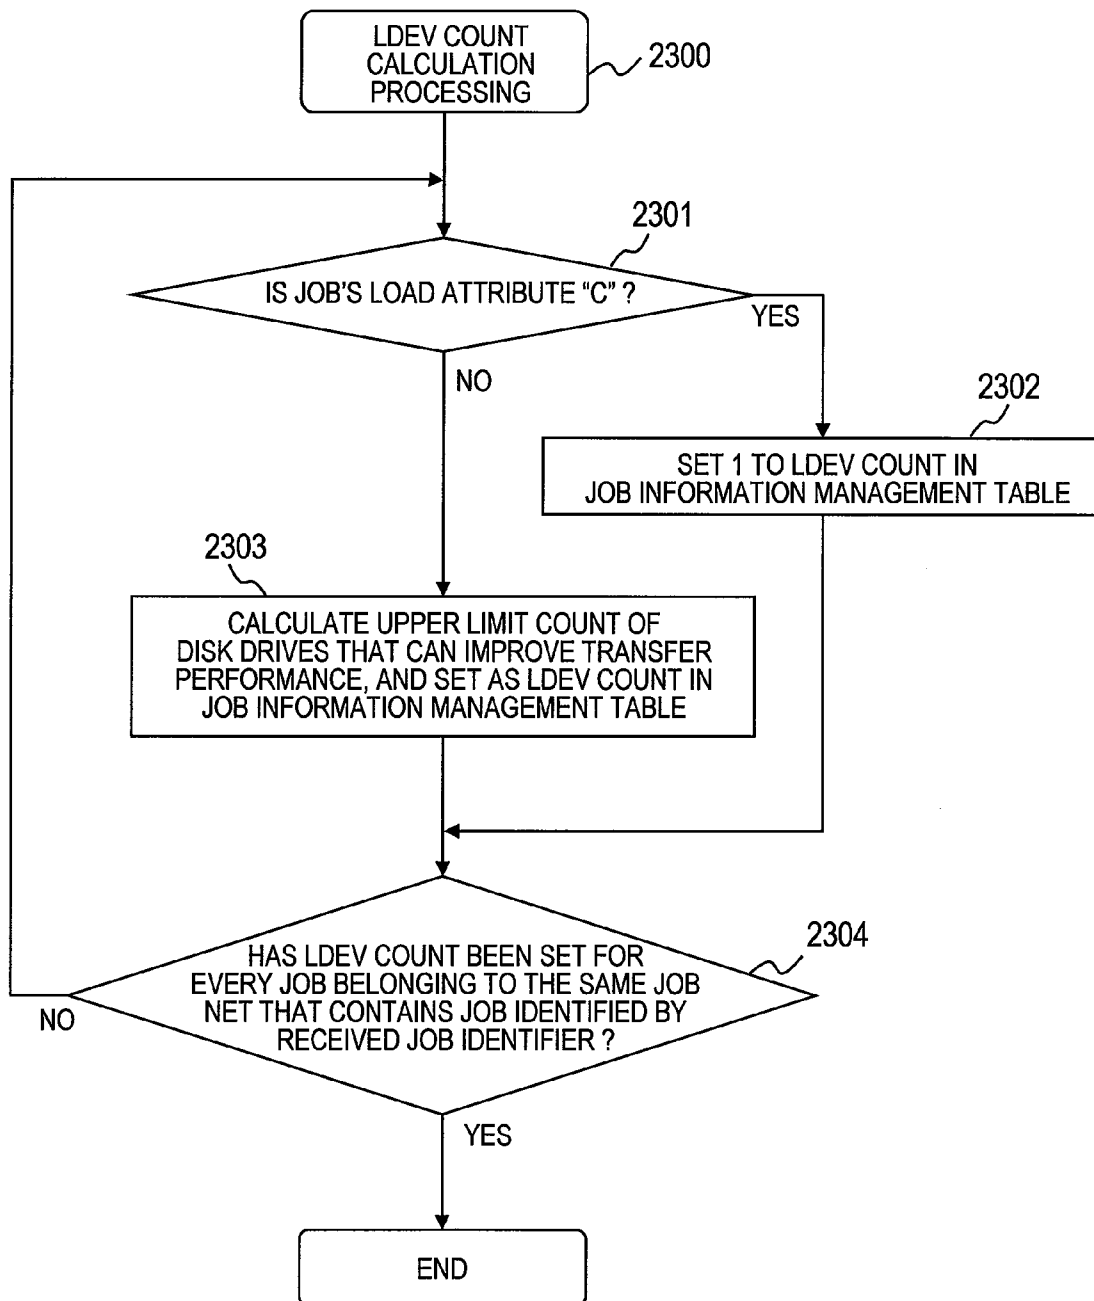 LDEV COUNT
CALCULATION
PROCESSING
2300
2301
IS JOB'S LOAD ATTRIBUTE “C” ?
YES
NO
2302
SET 1 TO LDEV COUNT IN
JOB INFORMATION MANAGEMENT TABLE
2303
CALCULATE UPPER LIMIT COUNT OF
DISK DRIVES THAT CAN IMPROVE TRANSFER
PERFORMANCE, AND SET AS LDEV COUNT IN
JOB INFORMATION MANAGEMENT TABLE
2304
HAS LDEV COUNT BEEN SET FOR
EVERY JOB BELONGING TO THE SAME JOB
NET THAT CONTAINS JOB IDENTIFIED BY
RECEIVED JOB IDENTIFIER ?
NO
YES
END